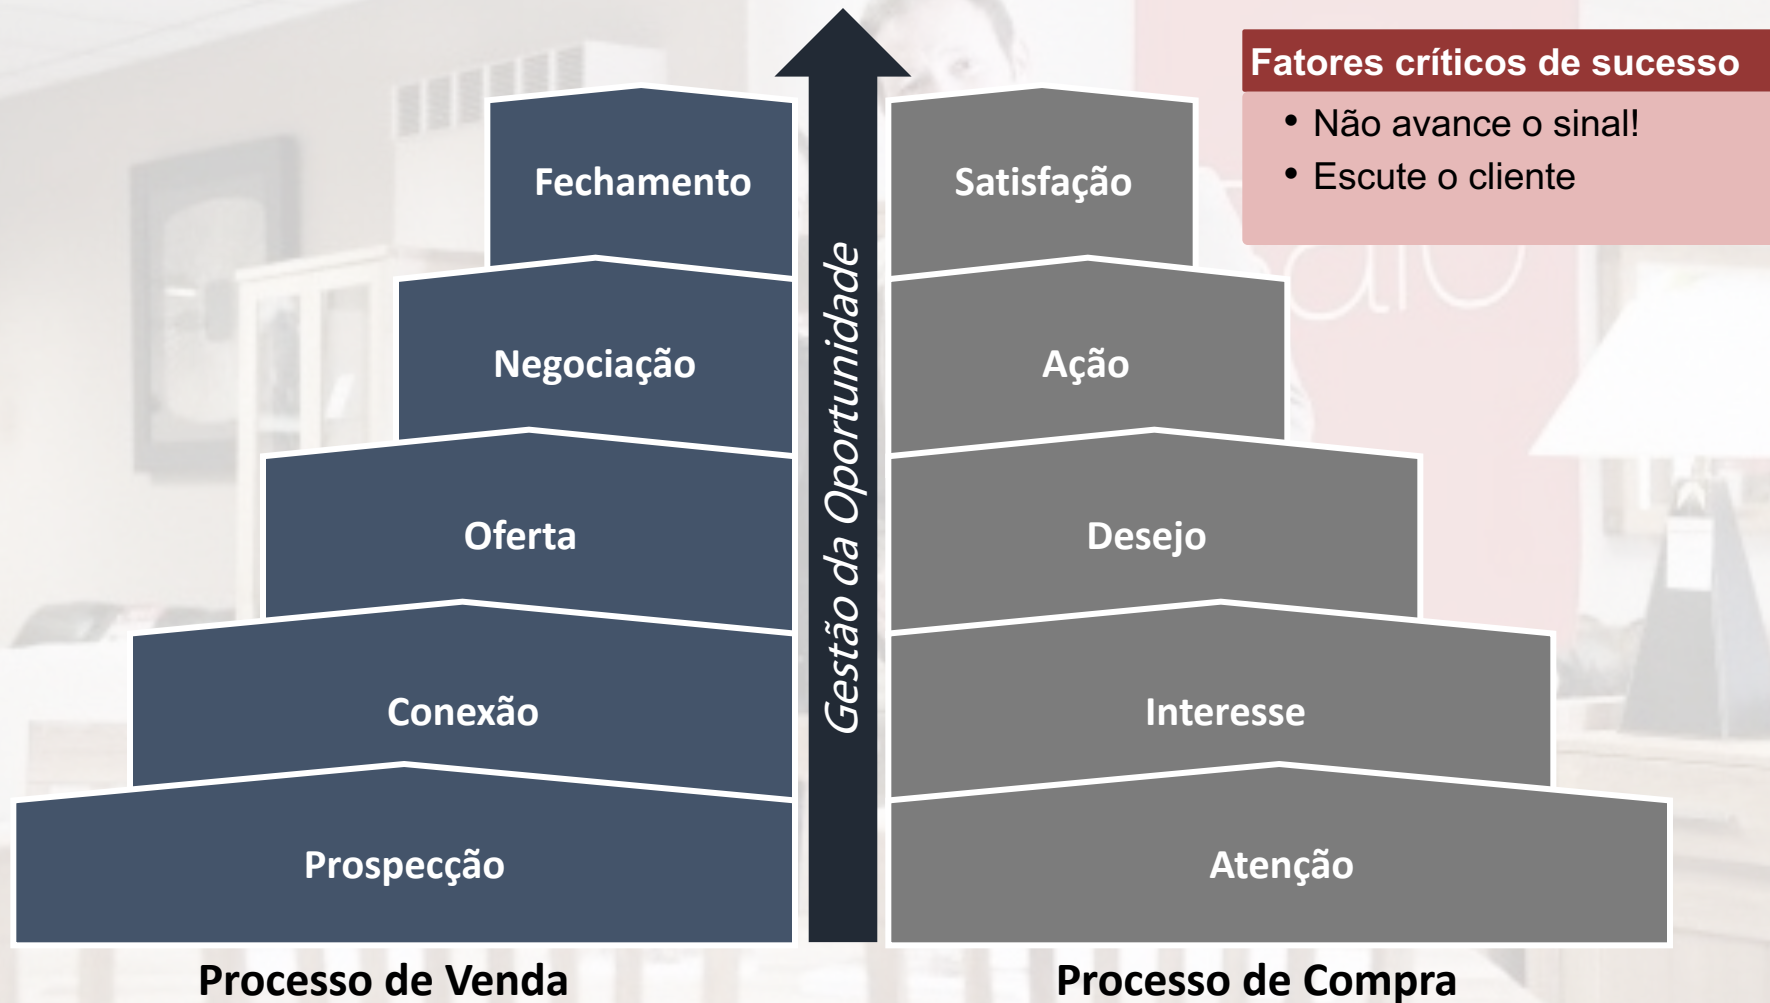 Fatores críticos de sucesso
• Não avance o sinal!
• Escute o cliente
Fechamento
Negociação
Oferta
Conexão
Prospecção
Gestão da Oportunidade
Satisfação
Ação
Desejo
Interesse
Atenção
Processo de Venda
Processo de Compra